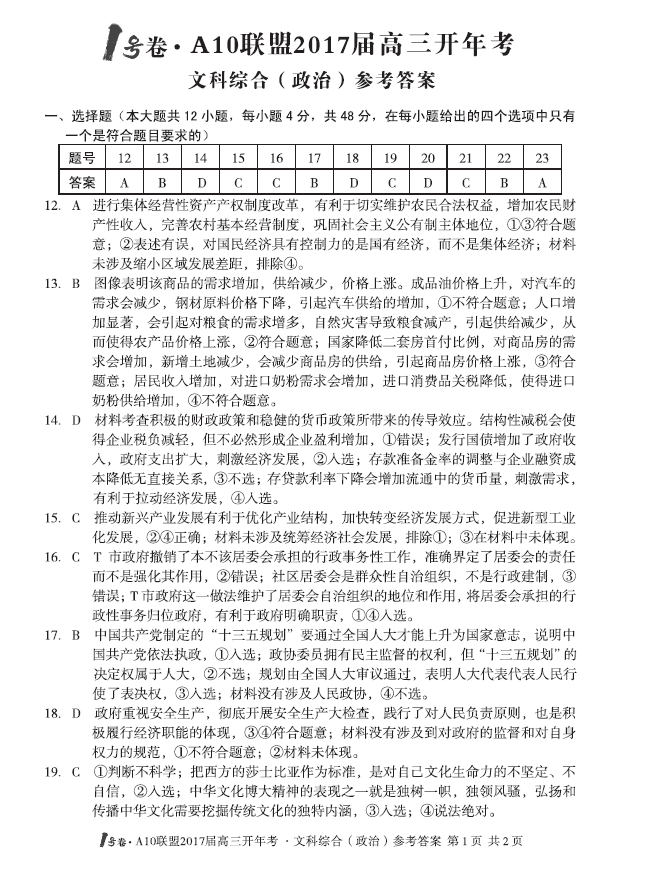 1号卷·A10联盟2017届高三开年考
文科综合（政治）参考答案
一、选择题（本大题共 12 小题，每小题 4 分，共 48 分，在每小题给出的四个选项中只有
一个是符合题目要求的）
题号 12 13 14 15 16 17 18 19 20 21 22 23
答案 A B D C C B D C D C B A
12. A 进行集体经营性资产产权制度改革，有利于切实维护农民合法权益，增加农民财
产性收入，完善农村基本经营制度，巩固社会主义公有制主体地位，①③符合题
意；②表述有误，对国民经济具有控制力的是国有经济，而不是集体经济；材料
未涉及缩小区域发展差距，排除④。
13. B 图像表明该商品的需求增加，供给减少，价格上涨。成品油价格上升，对汽车的
需求会减少，钢材原料价格下降，引起汽车供给的增加，①不符合题意；人口增
加显著，会引起对粮食的需求增多，自然灾害导致粮食减产，引起供给减少，从
而使得农产品价格上涨，②符合题意；国家降低二套房首付比例，对商品房的需
求会增加，新增土地减少，会减少商品房的供给，引起商品房价格上涨，③符合
题意；居民收入增加，对进口奶粉需求会增加，进口消费品关税降低，使得进口
奶粉供给增加，④不符合题意。
14. D 材料考查积极的财政政策和稳健的货币政策所带来的传导效应。结构性减税会使
得企业税负减轻，但不必然形成企业盈利增加，①错误；发行国债增加了政府收
入，政府支出扩大，刺激经济发展，②入选；存款准备金率的调整与企业融资成
本降低无直接关系，③不选；存贷款利率下降会增加流通中的货币量，刺激需求，
有利于拉动经济发展，④入选。
15. C 推动新兴产业发展有利于优化产业结构，加快转变经济发展方式，促进新型工业
化发展，②④正确；材料未涉及统筹经济社会发展，排除①；③在材料中未体现。
16. C T 市政府撤销了本不该居委会承担的行政事务性工作，准确界定了居委会的责任
而不是强化其作用，②错误；社区居委会是群众性自治组织，不是行政建制，③
错误；T 市政府这一做法维护了居委会自治组织的地位和作用，将居委会承担的行
政性事务归位政府，有利于政府明确职责，①④入选。
17. B 中国共产党制定的“十三五规划”要通过全国人大才能上升为国家意志，说明中
国共产党依法执政，①入选；政协委员拥有民主监督的权利，但“十三五规划”的
决定权属于人大，②不选；规划由全国人大审议通过，表明人大代表代表人民行
使了表决权，③入选；材料没有涉及人民政协，④不选。
18. D 政府重视安全生产，彻底开展安全生产大检查，践行了对人民负责原则，也是积
极履行经济职能的体现，③④符合题意；材料没有涉及到对政府的监督和对自身
权力的规范，①不符合题意；②材料未体现。
19. C ①判断不科学；把西方的莎士比亚作为标准，是对自己文化生命力的不坚定、不
自信，②入选；中华文化博大精神的表现之一就是独树一帜，独领风骚，弘扬和
传播中华文化需要挖掘传统文化的独特内涵，③入选；④说法绝对。
1号卷·A10联盟2017届高三开年考 · 文科综合（政治）参考答案 第 1 页 共 2 页